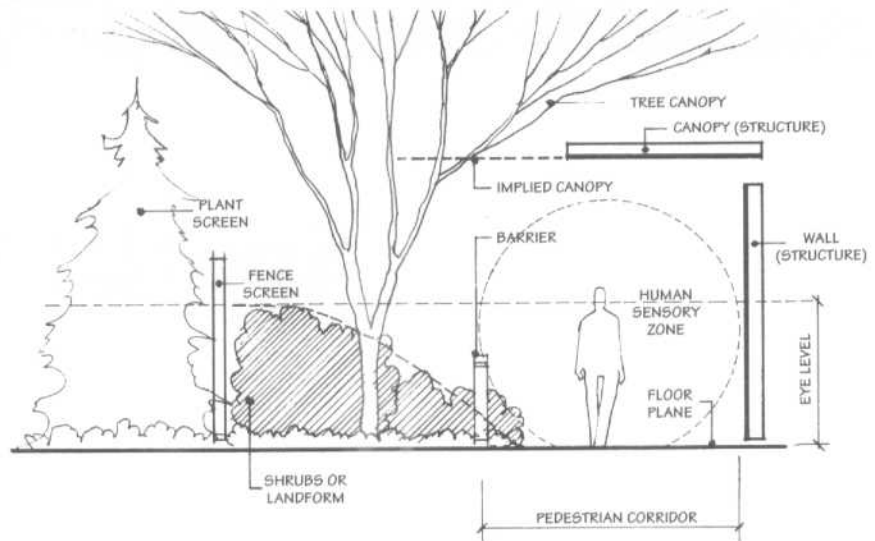 TREE CANOPY
CANOPY (STRUCTURE)
IMPLIED CANOPY
PLANT
SCREEN
BARRIER
WALL
(STRUCTURE)
FENCE
SCREEN
HUMAN
SENSORY
ZONE
EYE LEVEL
FLOOR
PLANE
SHRUBS OR
LANDFORM
PEDESTRIAN CORRIDOR